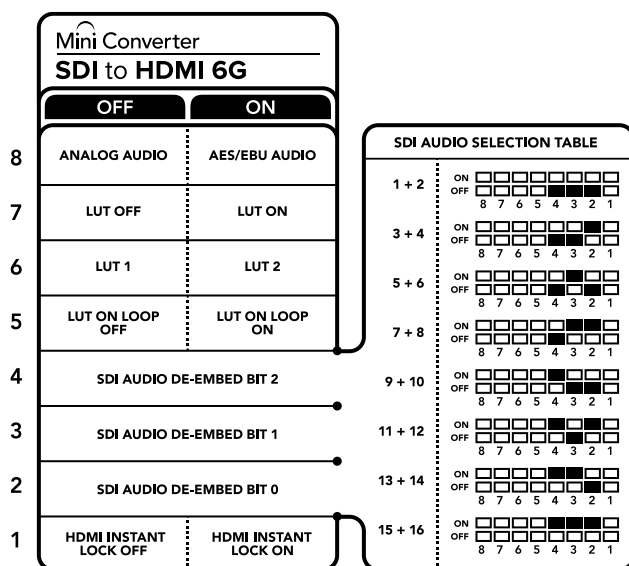 Mini Converter
SDI to HDMI 6G
OFF ON
8 ANALOG AUDIO AES/EBU AUDIO
7 LUT OFF LUT ON
6 LUT 1 LUT 2
5 LUT ON LOOP OFF LUT ON LOOP ON
4 SDI AUDIO DE-EMBED BIT 2
3 SDI AUDIO DE-EMBED BIT 1
2 SDI AUDIO DE-EMBED BIT 0
1 HDMI INSTANT LOCK OFF HDMI INSTANT LOCK ON
SDI AUDIO SELECTION TABLE
1 + 2 ON
OFF
8 7 6 5 4 3 2 1
3 + 4 ON
OFF
8 7 6 5 4 3 2 1
5 + 6 ON
OFF
8 7 6 5 4 3 2 1
7 + 8 ON
OFF
8 7 6 5 4 3 2 1
9 + 10 ON
OFF
8 7 6 5 4 3 2 1
11 + 12 ON
OFF
8 7 6 5 4 3 2 1
13 + 14 ON
OFF
8 7 6 5 4 3 2 1
15 + 16 ON
OFF
8 7 6 5 4 3 2 1